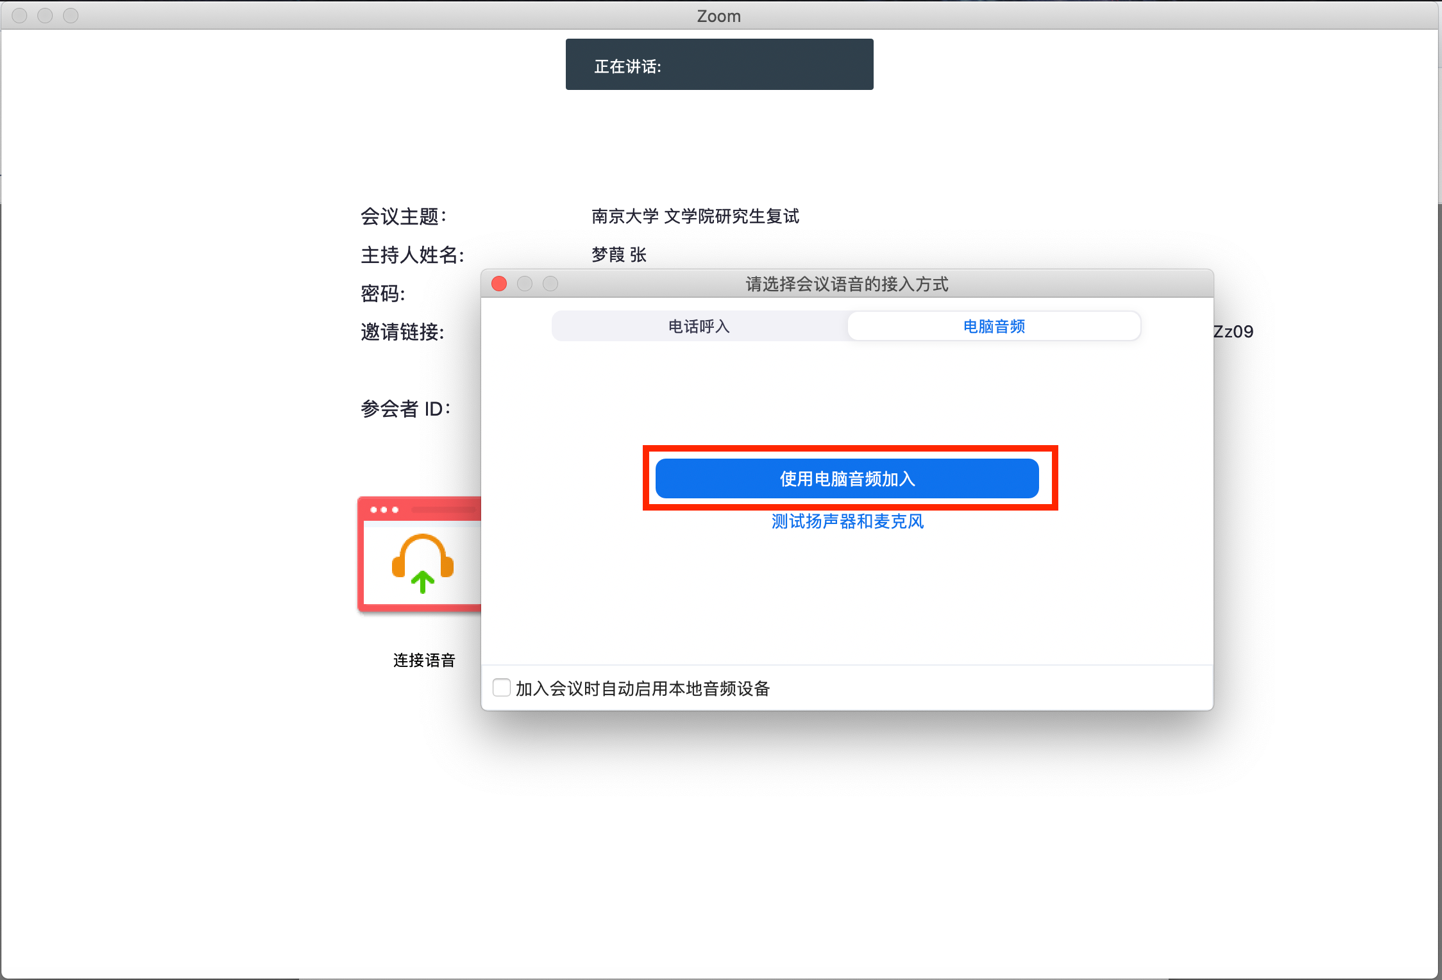 Zoom
正在讲话:
会议主题:
南京大学 文学院研究生复试
主持人姓名:
梦葭 张
密码:
邀请链接:
Zz09
参会者 ID:
连接语音
请选择会议语音的接入方式
电话呼入
电脑音频
使用电脑音频加入
测试扬声器和麦克风
加入会议时自动启用本地音频设备